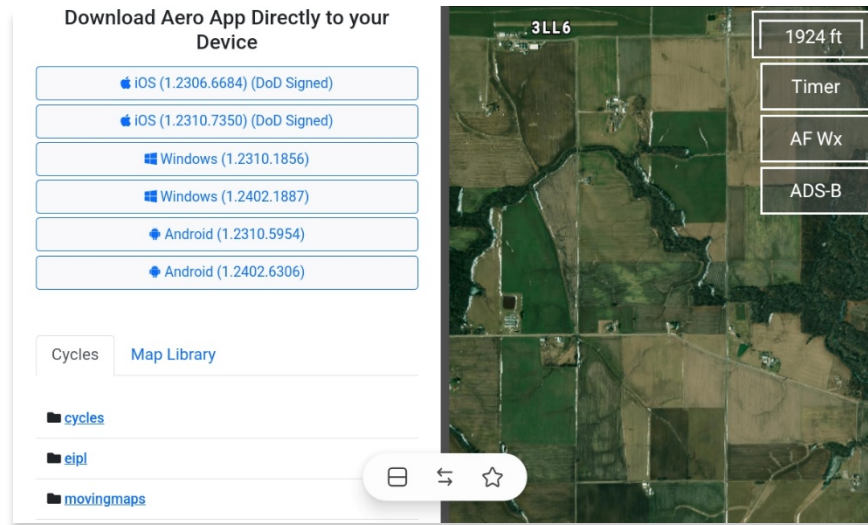 Download Aero App Directly to your
Device
iOS (1.2306.6684) (DoD Signed)
iOS (1.2310.7350) (DoD Signed)
Windows (1.2310.1856)
Windows (1.2402.1887)
Android (1.2310.5954)
Android (1.2402.6306)
Cycles
Map Library
cycles
eipl
movingmaps
3LL6
1924 ft
Timer
AF Wx
ADS-B